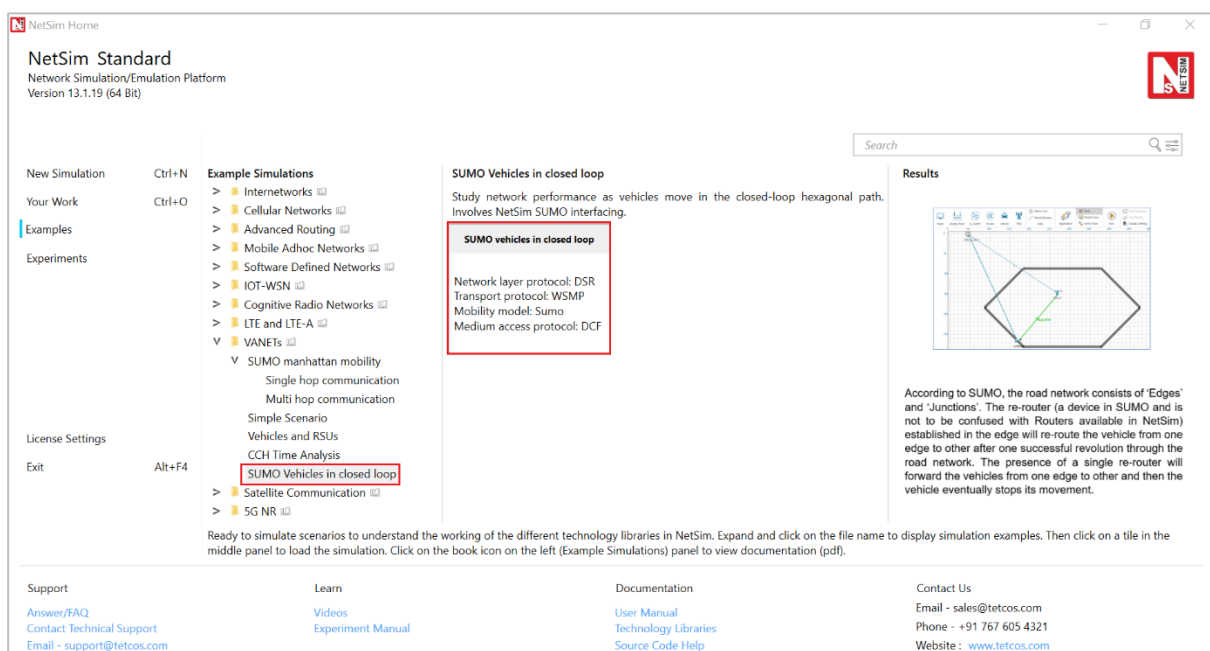 NetSim Home
NetSim Standard
Network Simulation/Emulation Platform
Version 13.1.19 (64 Bit)
NETSIM
Search
New Simulation Ctrl+N
Your Work Ctrl+O
Examples
Experiments
License Settings
Exit Alt+F4
Example Simulations
> Internetworks
> Cellular Networks
> Advanced Routing
> Mobile Adhoc Networks
> Software Defined Networks
> IOT-WSN
> Cognitive Radio Networks
> LTE and LTE-A
V VANETs
V SUMO manhattan mobility
Single hop communication
Multi hop communication
Simple Scenario
Vehicles and RSUs
CCH Time Analysis
SUMO Vehicles in closed loop
> Satellite Communication
> 5G NR
SUMO Vehicles in closed loop
Study network performance as vehicles move in the closed-loop hexagonal path.
Involves NetSim SUMO interfacing.
SUMO vehicles in closed loop
Network layer protocol: DSR
Transport protocol: WSMP
Mobility model: Sumo
Medium access protocol: DCF
Results
According to SUMO, the road network consists of 'Edges'
and 'Junctions'. The re-router (a device in SUMO and is
not to be confused with Routers available in NetSim)
established in the edge will re-route the vehicle from one
edge to other after one successful revolution through the
road network. The presence of a single re-router will
forward the vehicles from one edge to other and then the
vehicle eventually stops its movement.
Ready to simulate scenarios to understand the working of the different technology libraries in NetSim. Expand and click on the file name to display simulation examples. Then click on a tile in the
middle panel to load the simulation. Click on the book icon on the left (Example Simulations) panel to view documentation (pdf).
Support
Answer/FAQ
Contact Technical Support
Email - support@tetcos.com
Learn
Videos
Experiment Manual
Documentation
User Manual
Technology Libraries
Source Code Help
Contact Us
Email - sales@tetcos.com
Phone - +91 767 605 4321
Website : www.tetcos.com